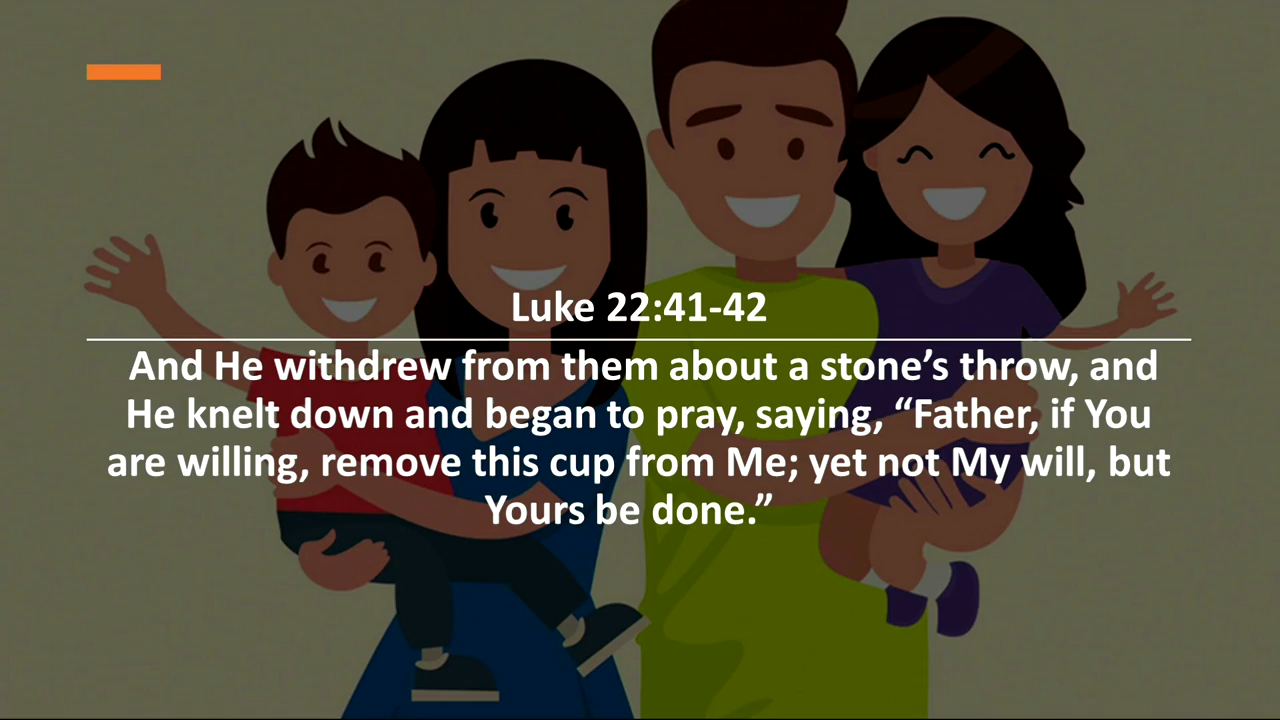 Luke 22:41-42
And He withdrew from them about a stone’s throw, and
He knelt down and began to pray, saying, “Father, if You
are willing, remove this cup from Me; yet not My will, but
Yours be done.”